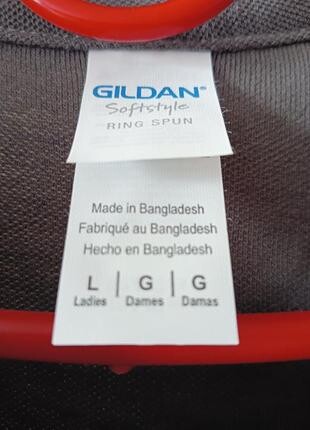 GILDAN®
Softstyle
RING SPUN
Made in Bangladesh
Fabriqué au Bangladesh
Hecho en Bangladesh
L | G | G
Ladies | Dames | Damas